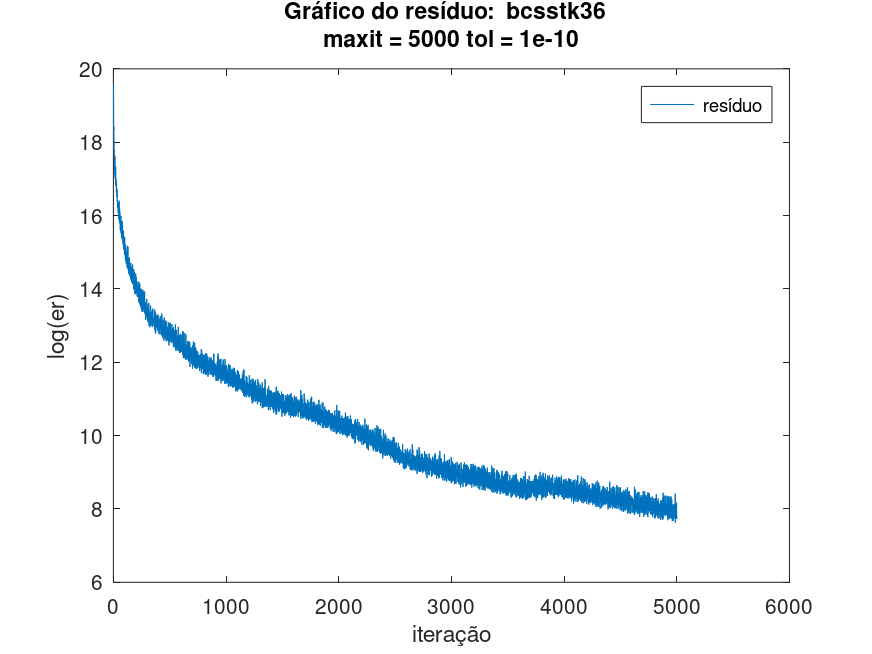 Gráfico do resíduo:  bcsstk36
maxit = 5000 tol = 1e-10
resíduo
20
18
16
14
12
10
8
6
log(er)
0 1000 2000 3000 4000 5000 6000
iteração